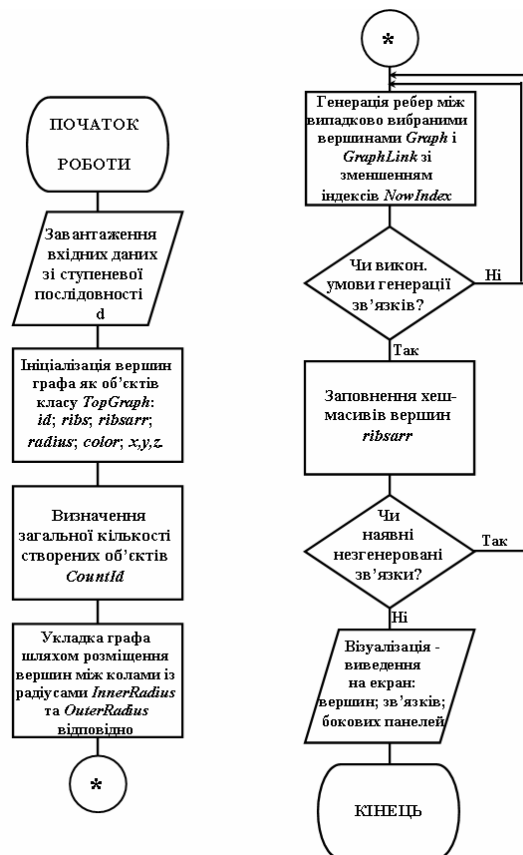 ПОЧАТОК
РОБОТИ
Завантаження
вхідних даних
зі ступеневої
послідовності
d
Ініціалізація вершин
графа як об’єктів
класу TopGraph:
id; ribs; ribsarr;
radius; color; x,y,z.
Визначення
загальної кількості
створених об’єктів
CountId
Укладка графа
шляхом розміщення
вершин між колами із
радіусами InnerRadius
та OuterRadius
відповідно
*
*
Генерація ребер між
випадково вибраними
вершинами Graph і
GraphLink зі
зменшенням
індексів NowIndex
Чи викон.
умови генерації
зв’язків?
Ні
Так
Заповнення хеш-
масивів вершин
ribsarr
Чи
наявні
незгенеровані
зв’язки?
Так
Ні
Візуалізація -
виведення
на екран:
вершин; зв’язків;
бокових панелей
КІНЕЦЬ